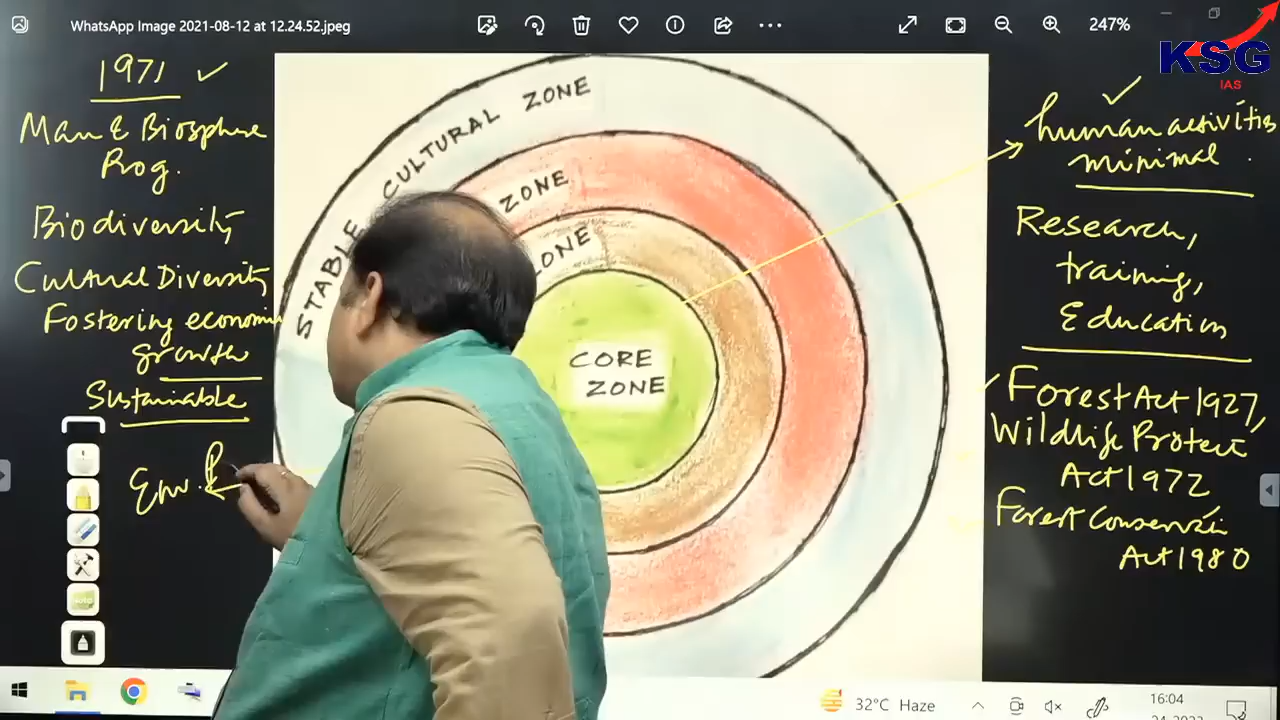 WhatsApp Image 2021-08-12 at 12.24.52.jpeg
247%
KSG
IAS
1971
Man & Biosphere
Prog.
Biodiversity
Cultural Diversity
Fostering economic
growth
Sustainable
Env. P
STABLE CULTURAL ZONE
ZONE
ZONE
CORE
ZONE
human activities
minimal
Research,
training,
Education
Forest Act 1927,
Wildlife Protect
Act 1972
Forest Conservati
Act 1980
32°C Haze
16:04